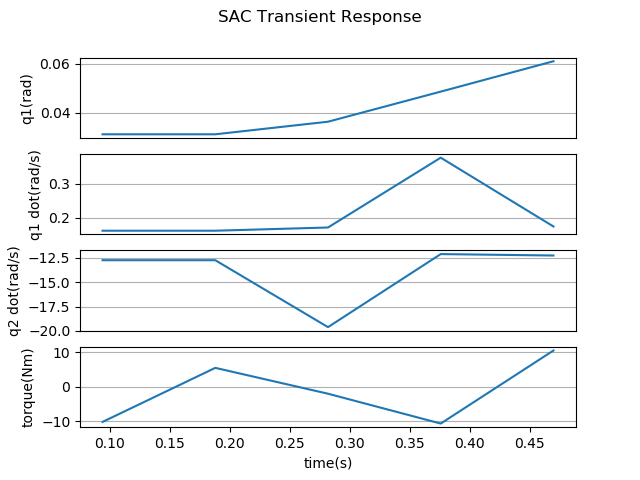 SAC Transient Response
q1(rad)
0.06
0.04
q1 dot(rad/s)
0.3
0.2
q2 dot(rad/s)
−12.5
−15.0
−17.5
−20.0
torque(Nm)
10
0
−10
0.10 0.15 0.20 0.25 0.30 0.35 0.40 0.45
time(s)